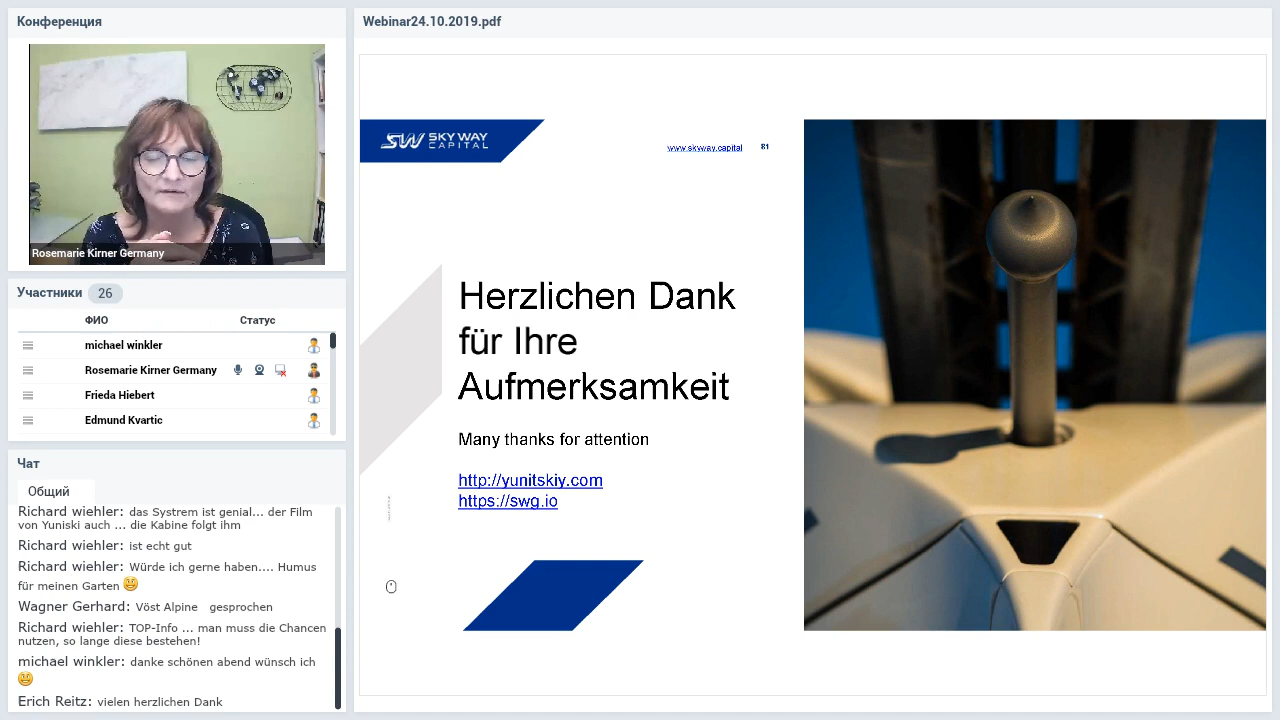 Конференция
Rosemarie Kirner Germany
Участники 26
ФИО Статус
michael winkler
Rosemarie Kirner Germany
Frieda Hiebert
Edmund Kvartic
Чат
Общий
Richard wiehler: das Systrem ist genial... der Film
von Yuniski auch ... die Kabine folgt ihm
Richard wiehler: ist echt gut
Richard wiehler: Würde ich gerne haben.... Humus
für meinen Garten
Wagner Gerhard: Vöst Alpine gesprochen
Richard wiehler: TOP-Info ... man muss die Chancen
nutzen, so lange diese bestehen!
michael winkler: danke schönen abend wünsch ich
Erich Reitz: vielen herzlichen Dank
Webinar24.10.2019.pdf
SW SKY WAY
CAPITAL
www.skyway.capital 81
Herzlichen Dank
für Ihre
Aufmerksamkeit
Many thanks for attention
http://yunitskiy.com
https://swg.io